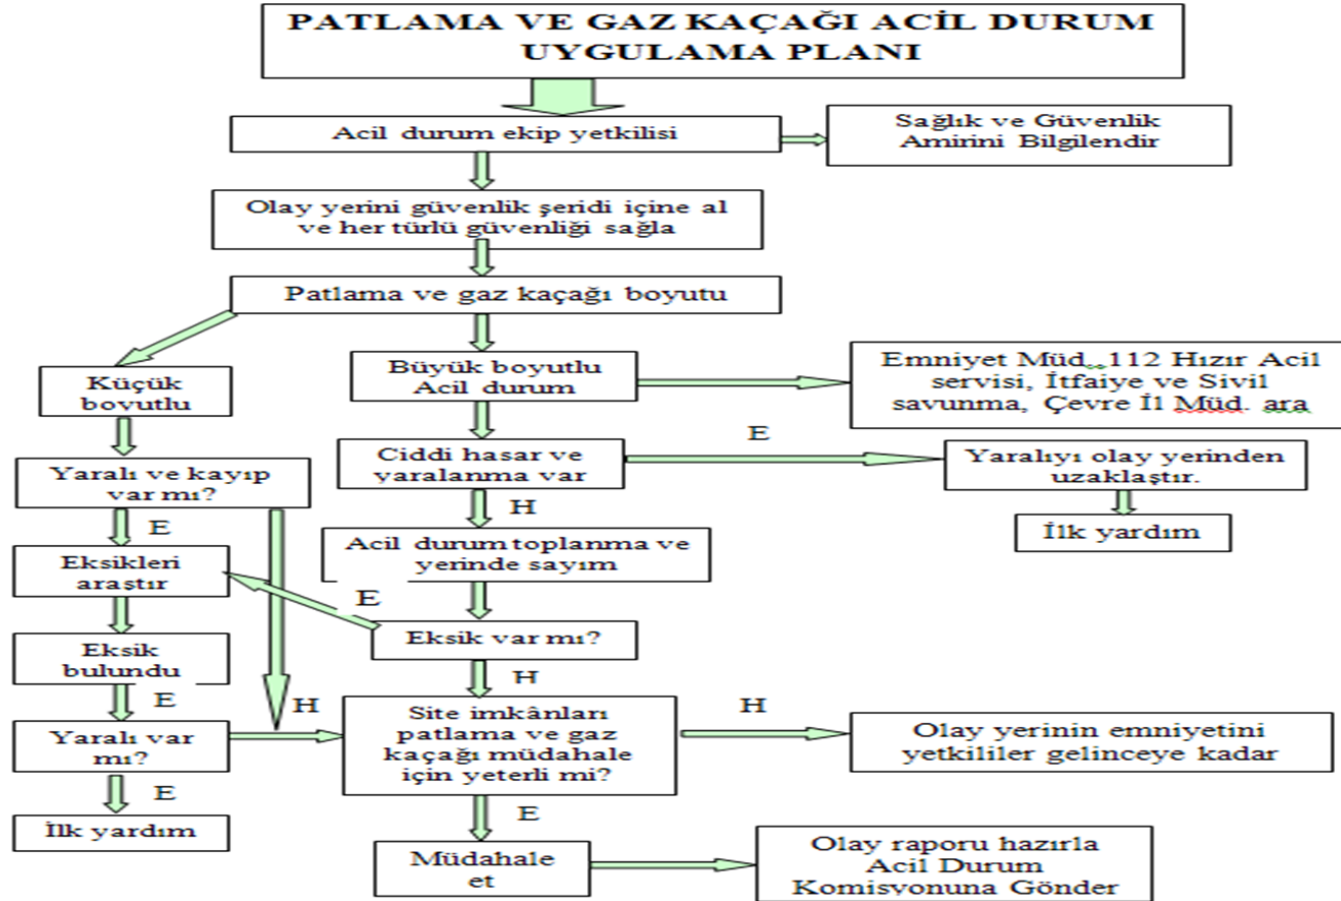 PATLAMA VE GAZ KAÇAĞI ACİL DURUM
UYGULAMA PLANI
Acil durum ekip yetkilisi
Sağlık ve Güvenlik
Amirini Bilgilendir
Olay yerini güvenlik şeridi içine al
ve her türlü güvenliği sağla
Patlama ve gaz kaçağı boyutu
Küçük
boyutlu
Büyük boyutlu
Acil durum
Emniyet Müd., 112 Hızır Acil
servisi, İtfaiye ve Sivil
savunma, Çevre İl Müd. ara
Yaralı ve kayıp
var mı?
Ciddi hasar ve
yaralanma var
E
Yaralıyı olay yerinden
uzaklaştır.
İlk yardım
E
H
Eksikleri
araştır
Acil durum toplanma ve
yerinde sayım
E
Eksik
bulundu
Eksik var mı?
E
H
H
Yaralı var
mı?
Site imkânları
patlama ve gaz
kaçağı müdahale
için yeterli mi?
H
Olay yerinin emniyetini
yetkililer gelinceye kadar
E
İlk yardım
E
Müdahale
et
Olay raporu hazırla
Acil Durum
Komisyonuna Gönder